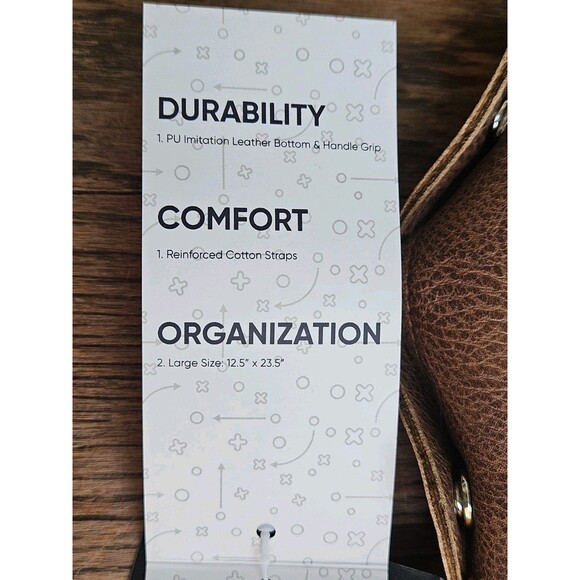 DURABILITY
1. PU Imitation Leather Bottom & Handle Grip
COMFORT
1. Reinforced Cotton Straps
ORGANIZATION
2. Large Size: 12.5" x 23.5"